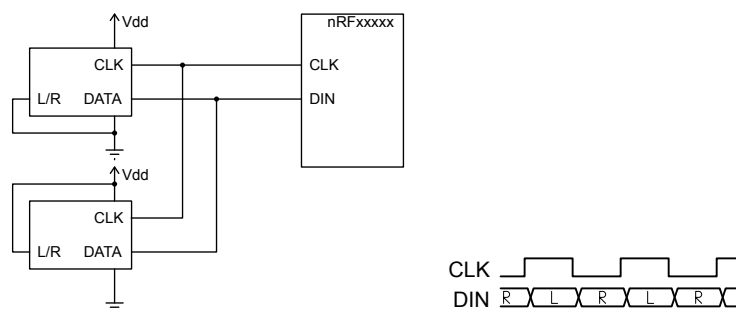 Vdd
nRFxxxxx
CLK
CLK
L/R
DATA
DIN
Vdd
CLK
L/R
DATA
CLK
DIN
R
L
R
L
R